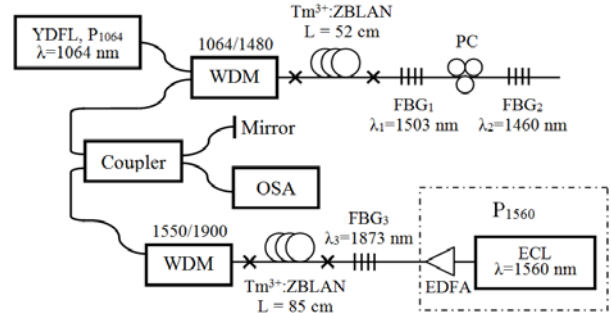 YDFL, P₁₀₆₄
λ=1064 nm
1064/1480
WDM
Tm³⁺:ZBLAN
L = 52 cm
PC
FBG₁
λ₁=1503 nm
FBG₂
λ₂=1460 nm
Coupler
Mirror
OSA
1550/1900
WDM
Tm³⁺:ZBLAN
L = 85 cm
FBG₃
λ₃=1873 nm
P₁₅₆₀
EDFA
ECL
λ=1560 nm